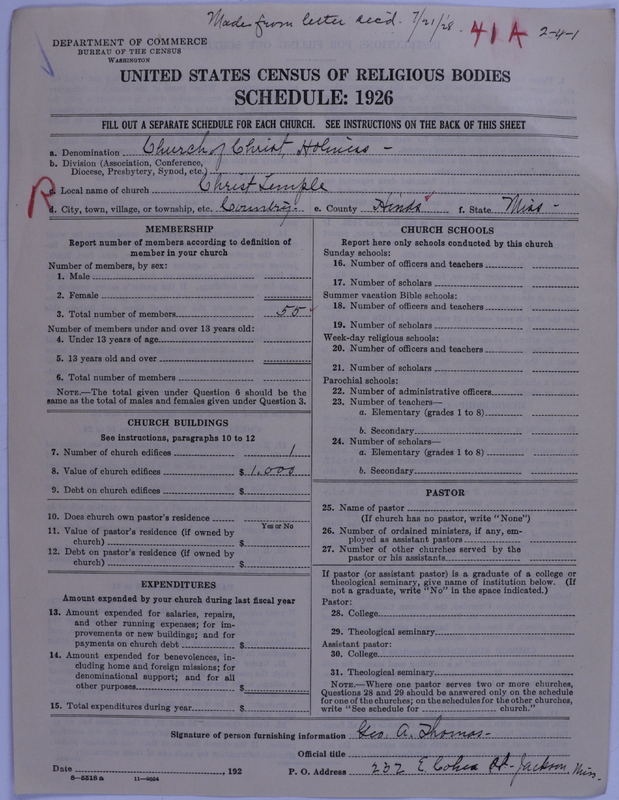 Made from letter rec'd. 7/21/28.
41A
2-4-1
DEPARTMENT OF COMMERCE
BUREAU OF THE CENSUS
WASHINGTON
UNITED STATES CENSUS OF RELIGIOUS BODIES
SCHEDULE: 1926
FILL OUT A SEPARATE SCHEDULE FOR EACH CHURCH. SEE INSTRUCTIONS ON THE BACK OF THIS SHEET
a. Denomination Church of Christ, Holiness -
b. Division (Association, Conference,
Diocese, Presbytery, Synod, etc.)
R
c. Local name of church Christ Temple
d. City, town, village, or township, etc. Country- e. County Hinds f. State Miss -
MEMBERSHIP
Report number of members according to definition of
member in your church
Number of members, by sex:
1. Male
2. Female
3. Total number of members 50
Number of members under and over 13 years old:
4. Under 13 years of age
5. 13 years old and over
6. Total number of members
NOTE.—The total given under Question 6 should be
same as the total of males and females given under Question 3.
CHURCH BUILDINGS
See instructions, paragraphs 10 to 12
7. Number of church edifices 1
8. Value of church edifices $ 1,000
9. Debt on church edifices $
10. Does church own pastor's residence
Yes or No
11. Value of pastor's residence (if owned by
church) $
12. Debt on pastor's residence (if owned by
church) $
EXPENDITURES
Amount expended by your church during last fiscal year
13. Amount expended for salaries, repairs,
and other running expenses; for im-
provements or new buildings; and for
payments on church debt $
14. Amount expended for benevolences, in-
cluding home and foreign missions; for
denominational support; and for all
other purposes $
15. Total expenditures during year $
CHURCH SCHOOLS
Report here only schools conducted by this church
Sunday schools:
16. Number of officers and teachers
17. Number of scholars
Summer vacation Bible schools:
18. Number of officers and teachers
19. Number of scholars
Week-day religious schools:
20. Number of officers and teachers
21. Number of scholars
Parochial schools:
22. Number of administrative officers
23. Number of teachers—
a. Elementary (grades 1 to 8)
b. Secondary
24. Number of scholars—
a. Elementary (grades 1 to 8)
b. Secondary
PASTOR
25. Name of pastor
(If church has no pastor, write "None")
26. Number of ordained ministers, if any, em-
ployed as assistant pastors
27. Number of other churches served by the
pastor or his assistants
If pastor (or assistant pastor) is a graduate of a college or
theological seminary, give name of institution below. (If
not a graduate, write "No" in the space indicated.)
Pastor:
28. College
29. Theological seminary
Assistant pastor:
30. College
31. Theological seminary
NOTE.—Where one pastor serves two or more churches,
Questions 28 and 29 should be answered only on the schedule
for one of the churches; on the schedules for the other churches,
write "See schedule for church."
Signature of person furnishing information Geo. A. Thomas-
Official title
Date , 192 P. O. Address 232 E. Cohea St- Jackson, Miss.
8-5318a 11-9034